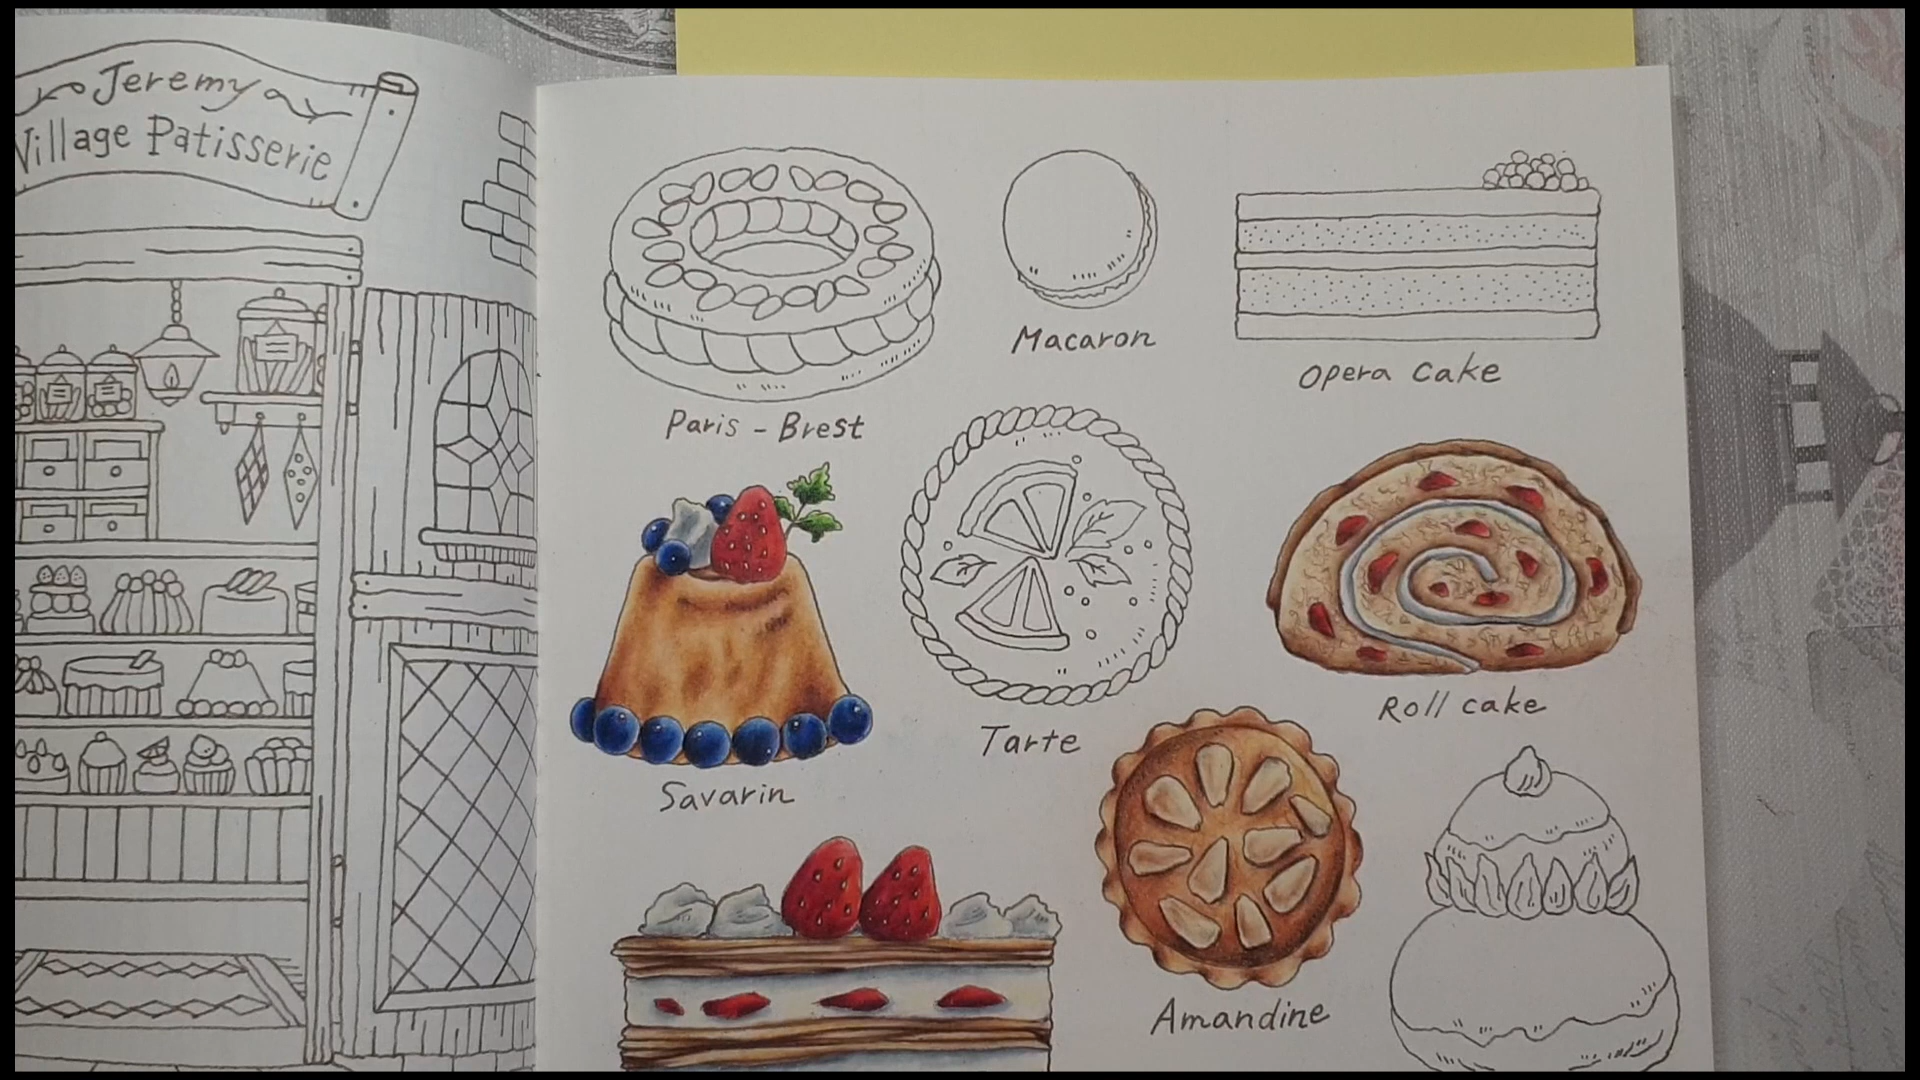 Jeremy
Village Patisserie
Paris - Brest
Macaron
Opera Cake
Savarin
Tarte
Roll cake
Amandine